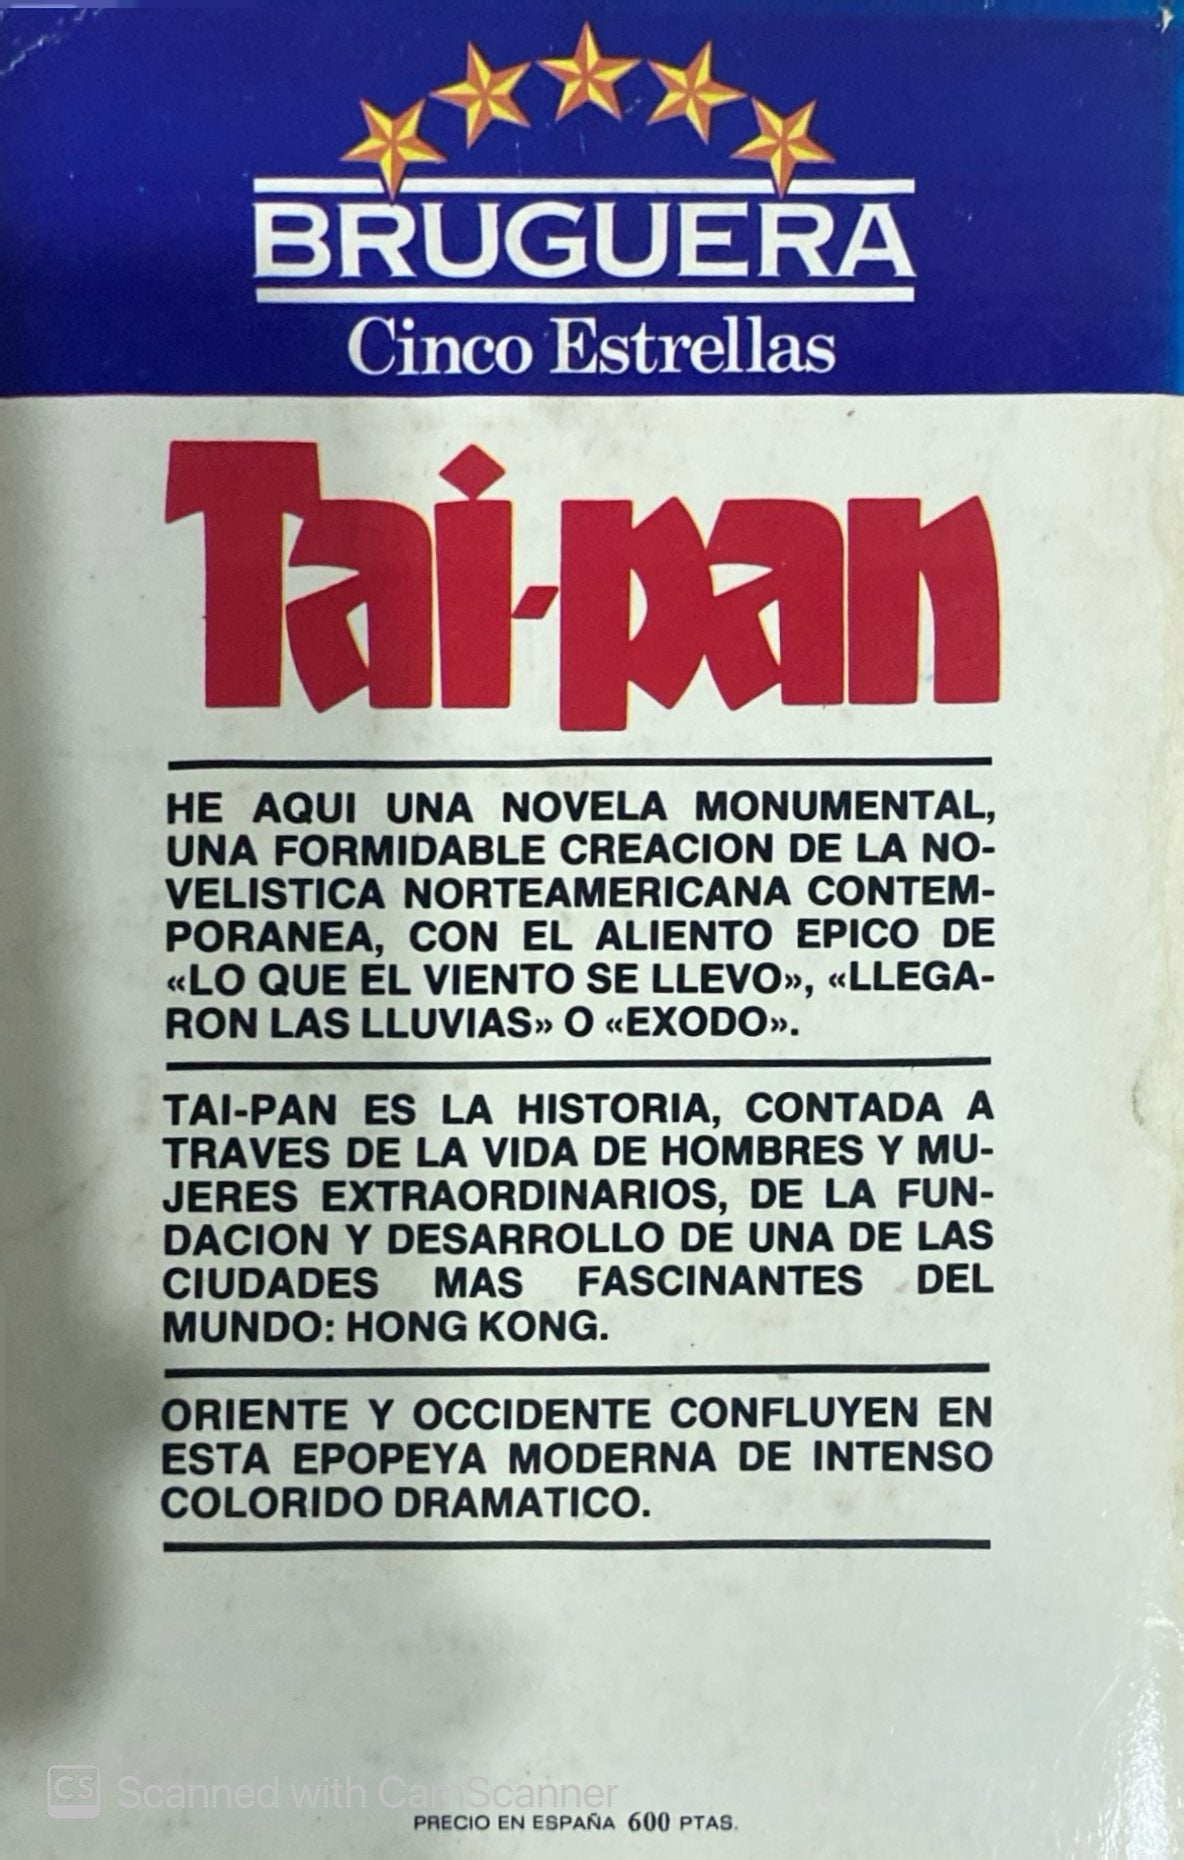 BRUGUERA
Cinco Estrellas
Tai-pan
HE AQUI UNA NOVELA MONUMENTAL,
UNA FORMIDABLE CREACION DE LA NO-
VELISTICA NORTEAMERICANA CONTEM-
PORANEA, CON EL ALIENTO EPICO DE
«LO QUE EL VIENTO SE LLEVO», «LLEGA-
RON LAS LLUVIAS» O «EXODO».
TAI-PAN ES LA HISTORIA, CONTADA A
TRAVES DE LA VIDA DE HOMBRES Y MU-
JERES EXTRAORDINARIOS, DE LA FUN-
DACION Y DESARROLLO DE UNA DE LAS
CIUDADES MAS FASCINANTES DEL
MUNDO: HONG KONG.
ORIENTE Y OCCIDENTE CONFLUYEN EN
ESTA EPOPEYA MODERNA DE INTENSO
COLORIDO DRAMATICO.
CS Scanned with CamScanner
PRECIO EN ESPAÑA 600 PTAS.